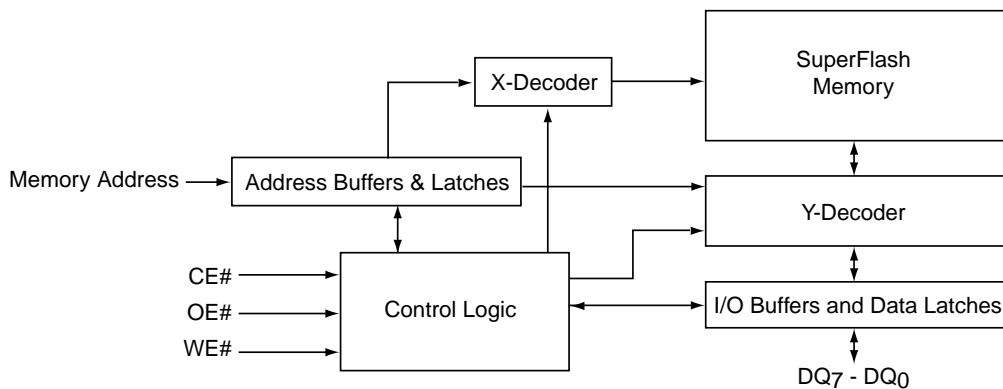 SuperFlash
Memory
X-Decoder
Memory Address
Address Buffers & Latches
Y-Decoder
CE#
OE#
WE#
Control Logic
I/O Buffers and Data Latches
DQ7 - DQ0